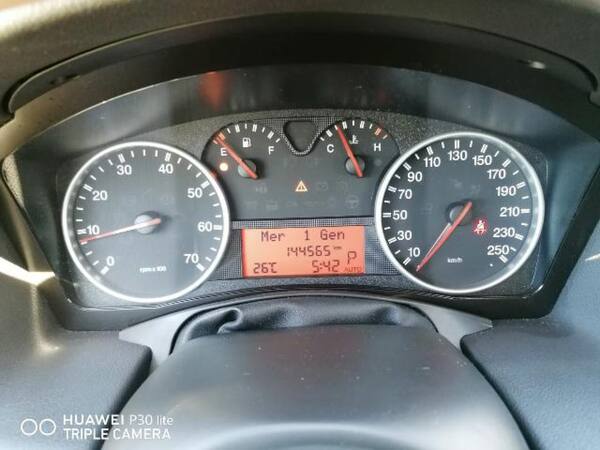 E F
C H
0 10 20 30 40 50 60 70
rpm x 100
10 30 50 70 90 110 130 150 170 190 210 230 250
km/h
Mer 1 Gen
144565 km
P
26°C 5:42 AUTO
HUAWEI P30 lite
TRIPLE CAMERA